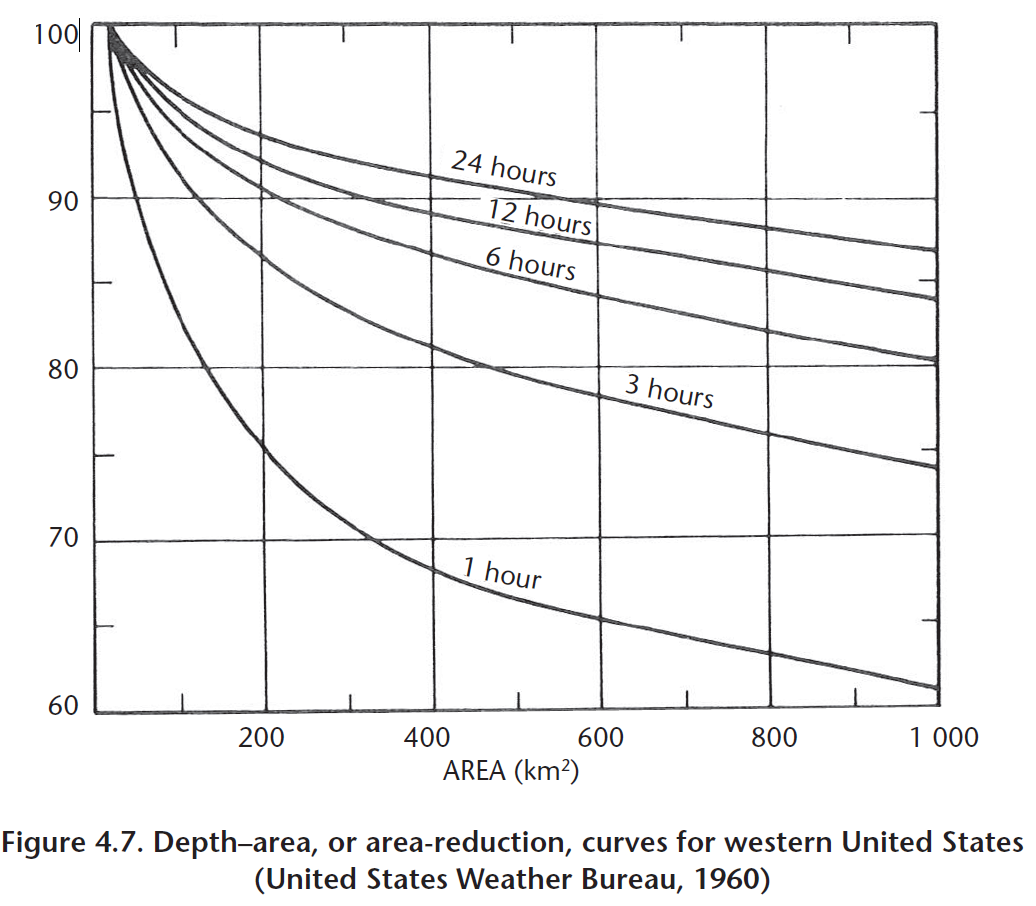 100
90
80
70
60
24 hours
12 hours
6 hours
3 hours
1 hour
200 400 600 800 1 000
AREA (km²)
Figure 4.7. Depth–area, or area-reduction, curves for western United States
(United States Weather Bureau, 1960)